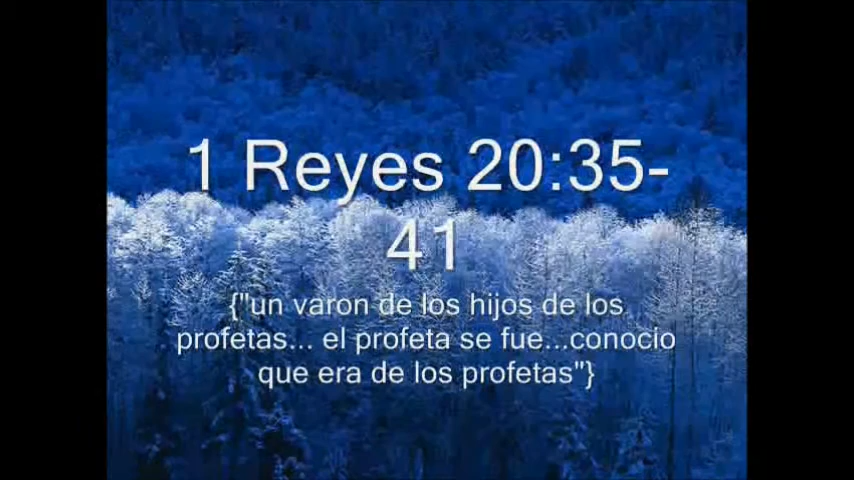 1 Reyes 20:35-
41
{"un varon de los hijos de los
profetas... el profeta se fue...conocio
que era de los profetas"}